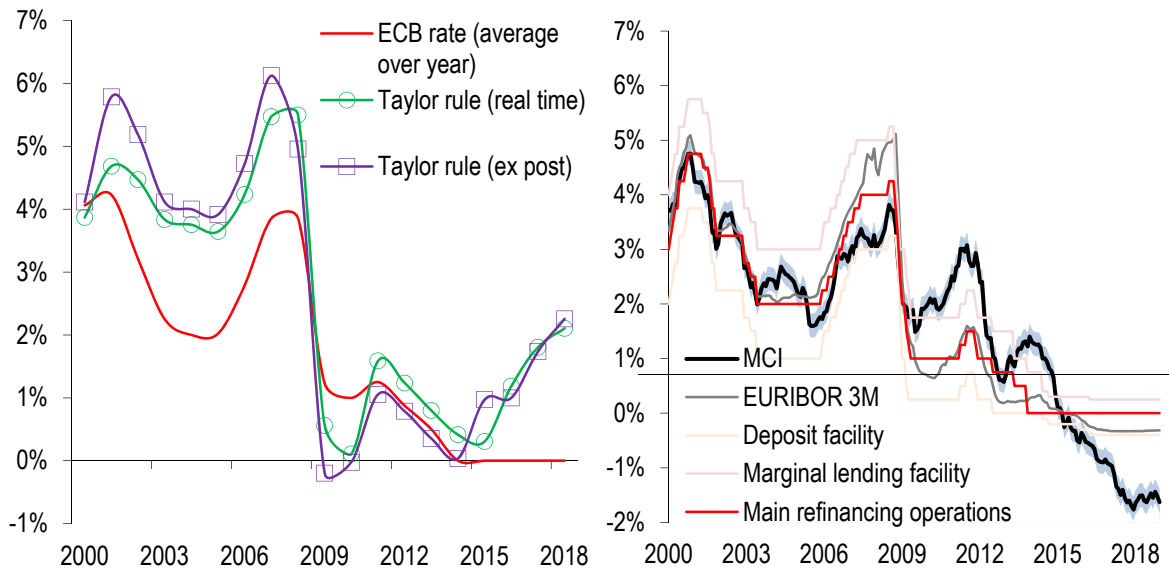 7%
6%
5%
4%
3%
2%
1%
0%
-1%
2000 2003 2006 2009 2012 2015 2018
ECB rate (average
over year)
Taylor rule (real time)
Taylor rule (ex post)
7%
6%
5%
4%
3%
2%
1%
0%
-1%
-2%
2000 2003 2006 2009 2012 2015 2018
MCI
EURIBOR 3M
Deposit facility
Marginal lending facility
Main refinancing operations